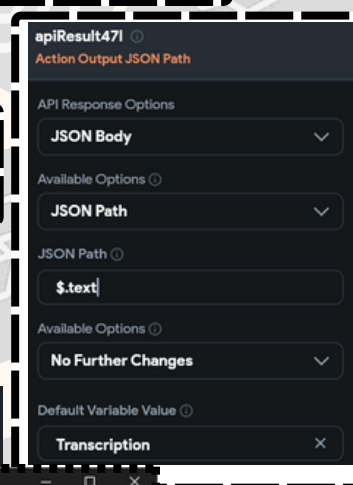 apiResult47l
Action Output JSON Path
API Response Options
JSON Body
Available Options
JSON Path
JSON Path
$.text
Available Options
No Further Changes
Default Variable Value
Transcription